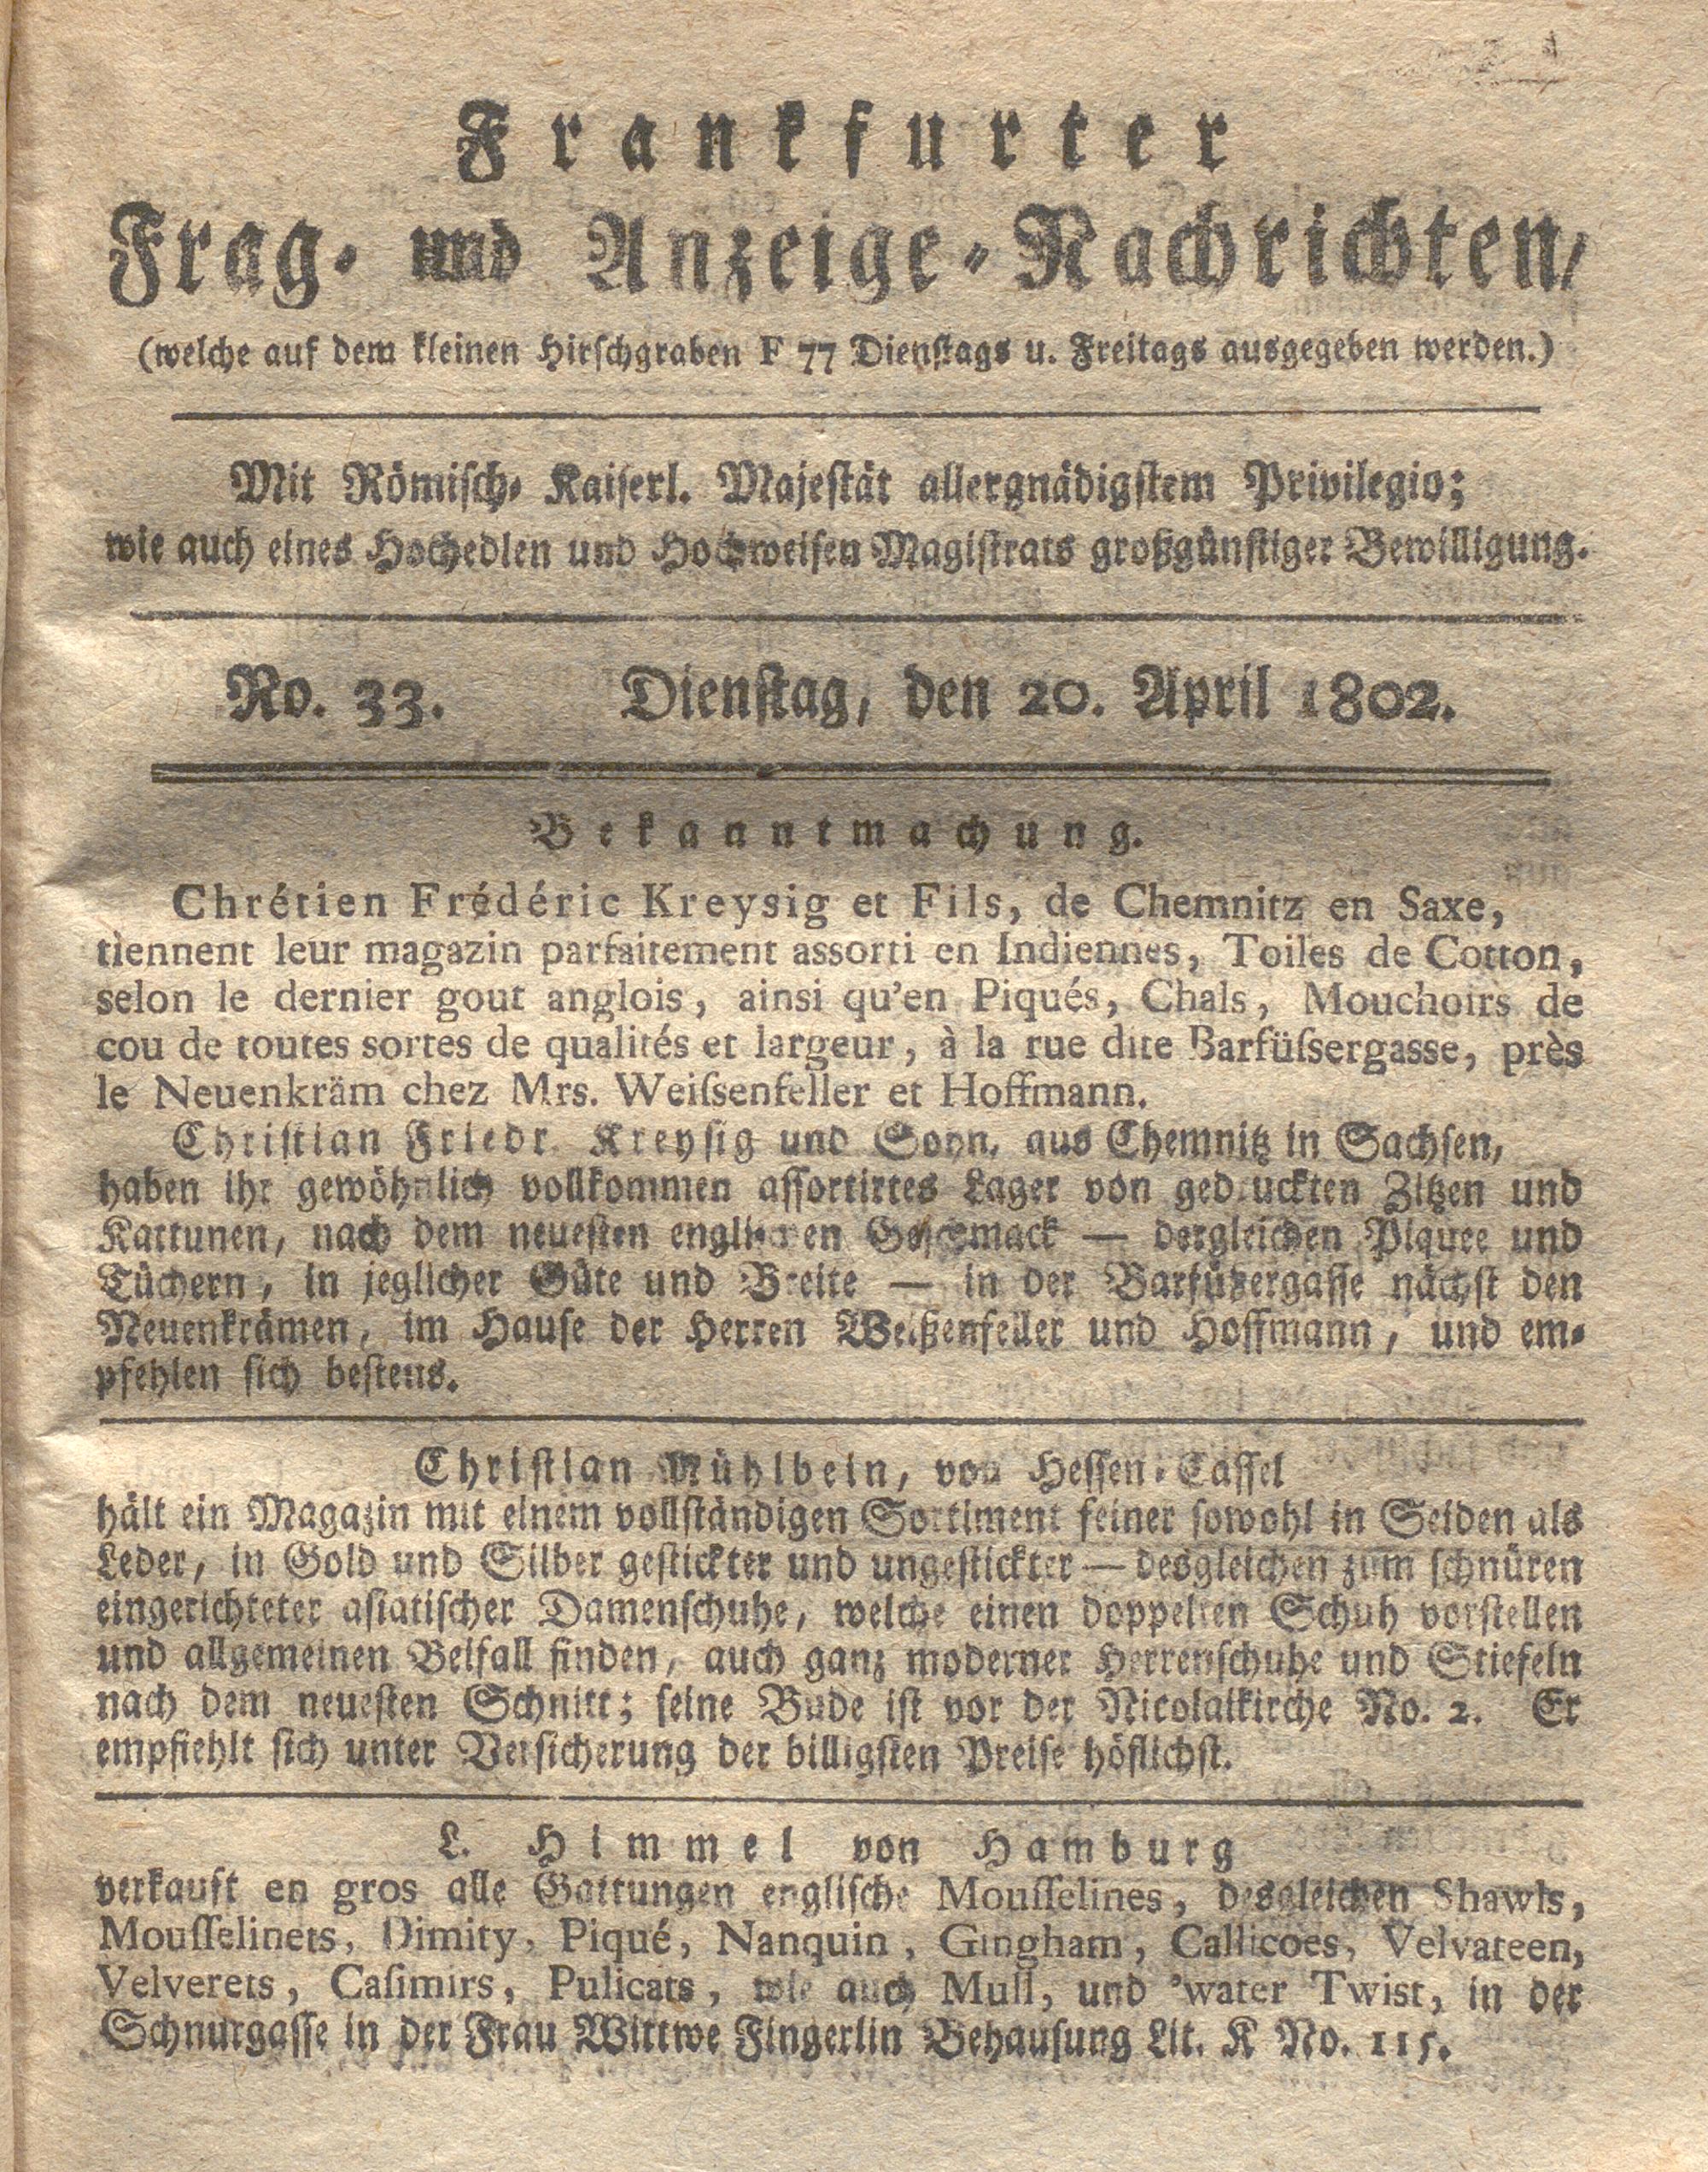 Frankfurter
Frag- und Anzeige-Nachrichten,
(welche auf dem kleinen Hirschgraben F 77 Dienstags u. Freitags ausgegeben werden.)
Mit Römisch- Kaiserl. Majestät allergnädigstem Privilegio;
wie auch eines Hochedlen und Hochweisen Magistrats großgünstiger Bewilligung.
No. 33. Dienstag, den 20. April 1802.
Bekanntmachung.
Chrétien Frédéric Kreysig et Fils, de Chemnitz en Saxe,
tiennent leur magazin parfaitement assorti en Indiennes, Toiles de Cotton,
selon le dernier gout anglois, ainsi qu'en Piqués, Chals, Mouchoirs de
cou de toutes sortes de qualités et largeur, à la rue dite Barfüſsergasse, près
le Neuenkräm chez Mrs. Weiſsenfeller et Hoffmann.
Christian Friedr. Kreysig und Sohn, aus Chemnitz in Sachsen,
haben ihr gewöhnlich vollkommen assortirtes Lager von gedruckten Zitzen und
Kattunen, nach dem neuesten englischen Geschmack — dergleichen Piquee und
Tüchern, in jeglicher Güte und Breite — in der Barfüßergasse nächst den
Neuenkrämen, im Hause der Herren Weißenfeller und Hoffmann, und em-
pfehlen sich bestens.
Christian Mühlbein, von Hessen-Cassel
hält ein Magazin mit einem vollständigen Sortiment feiner sowohl in Seiden als
Leder, in Gold und Silber gestickter und ungestickter — desgleichen zum schnüren
eingerichteter asiatischer Damenschuhe, welche einen doppelten Schuh vorstellen
und allgemeinen Beifall finden, auch ganz moderner Herrenschuhe und Stiefeln
nach dem neuesten Schnitt; seine Bude ist vor der Nicolaikirche No. 2. Er
empfiehlt sich unter Versicherung der billigsten Preise höflichst.
L. Himmel von Hamburg
verkauft en gros alle Gattungen englische Mouſſelines, desgleichen Shawls,
Mouſſelinets, Dimity, Piqué, Nanquin, Gingham, Callicoes, Velvateen,
Velverets, Caſimirs, Pulicats, wie auch Mull, und water Twist, in der
Schnurgasse in der Frau Wittwe Fingerlin Behausung Lit. K No. 115.